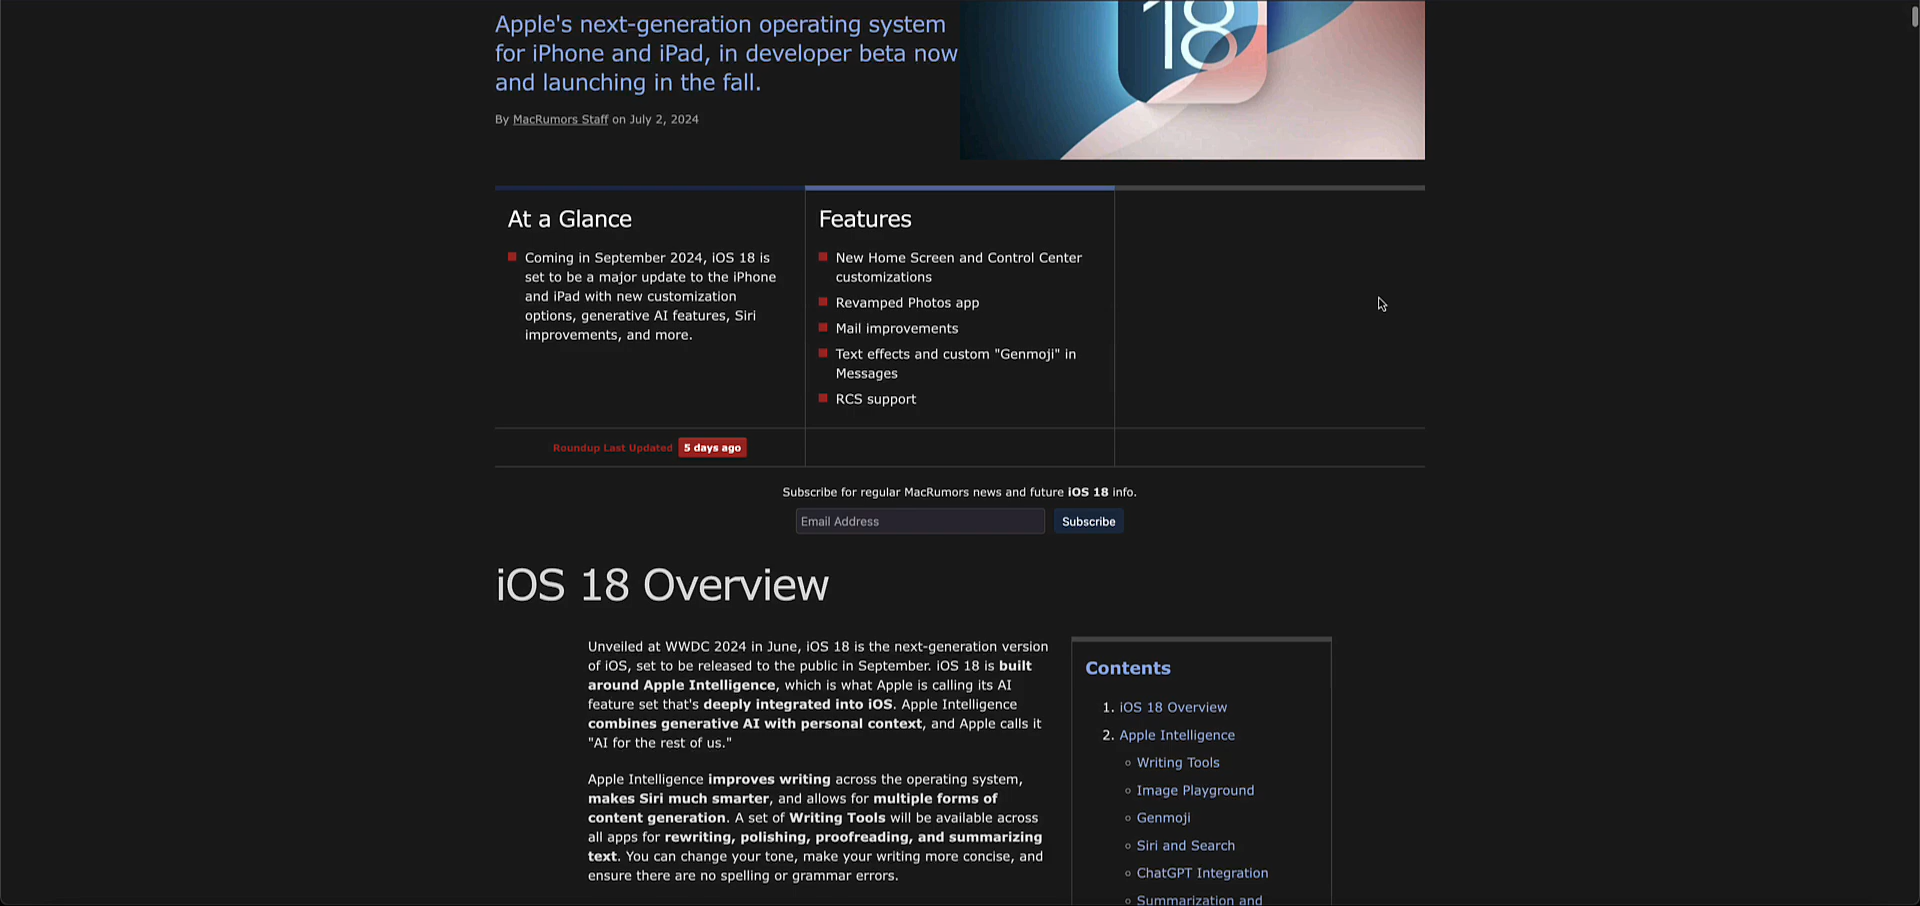 Apple's next-generation operating system
for iPhone and iPad, in developer beta now
and launching in the fall.
18
By MacRumors Staff on July 2, 2024
At a Glance
Coming in September 2024, iOS 18 is
set to be a major update to the iPhone
and iPad with new customization
options, generative AI features, Siri
improvements, and more.
Features
New Home Screen and Control Center
customizations
Revamped Photos app
Mail improvements
Text effects and custom "Genmoji" in
Messages
RCS support
Roundup Last Updated 5 days ago
Subscribe for regular MacRumors news and future iOS 18 info.
Email Address
Subscribe
iOS 18 Overview
Unveiled at WWDC 2024 in June, iOS 18 is the next-generation version
of iOS, set to be released to the public in September. iOS 18 is built
around Apple Intelligence, which is what Apple is calling its AI
feature set that's deeply integrated into iOS. Apple Intelligence
combines generative AI with personal context, and Apple calls it
"AI for the rest of us."
Apple Intelligence improves writing across the operating system,
makes Siri much smarter, and allows for multiple forms of
content generation. A set of Writing Tools will be available across
all apps for rewriting, polishing, proofreading, and summarizing
text. You can change your tone, make your writing more concise, and
ensure there are no spelling or grammar errors.
Contents
1. iOS 18 Overview
2. Apple Intelligence
Writing Tools
Image Playground
Genmoji
Siri and Search
ChatGPT Integration
Summarization and